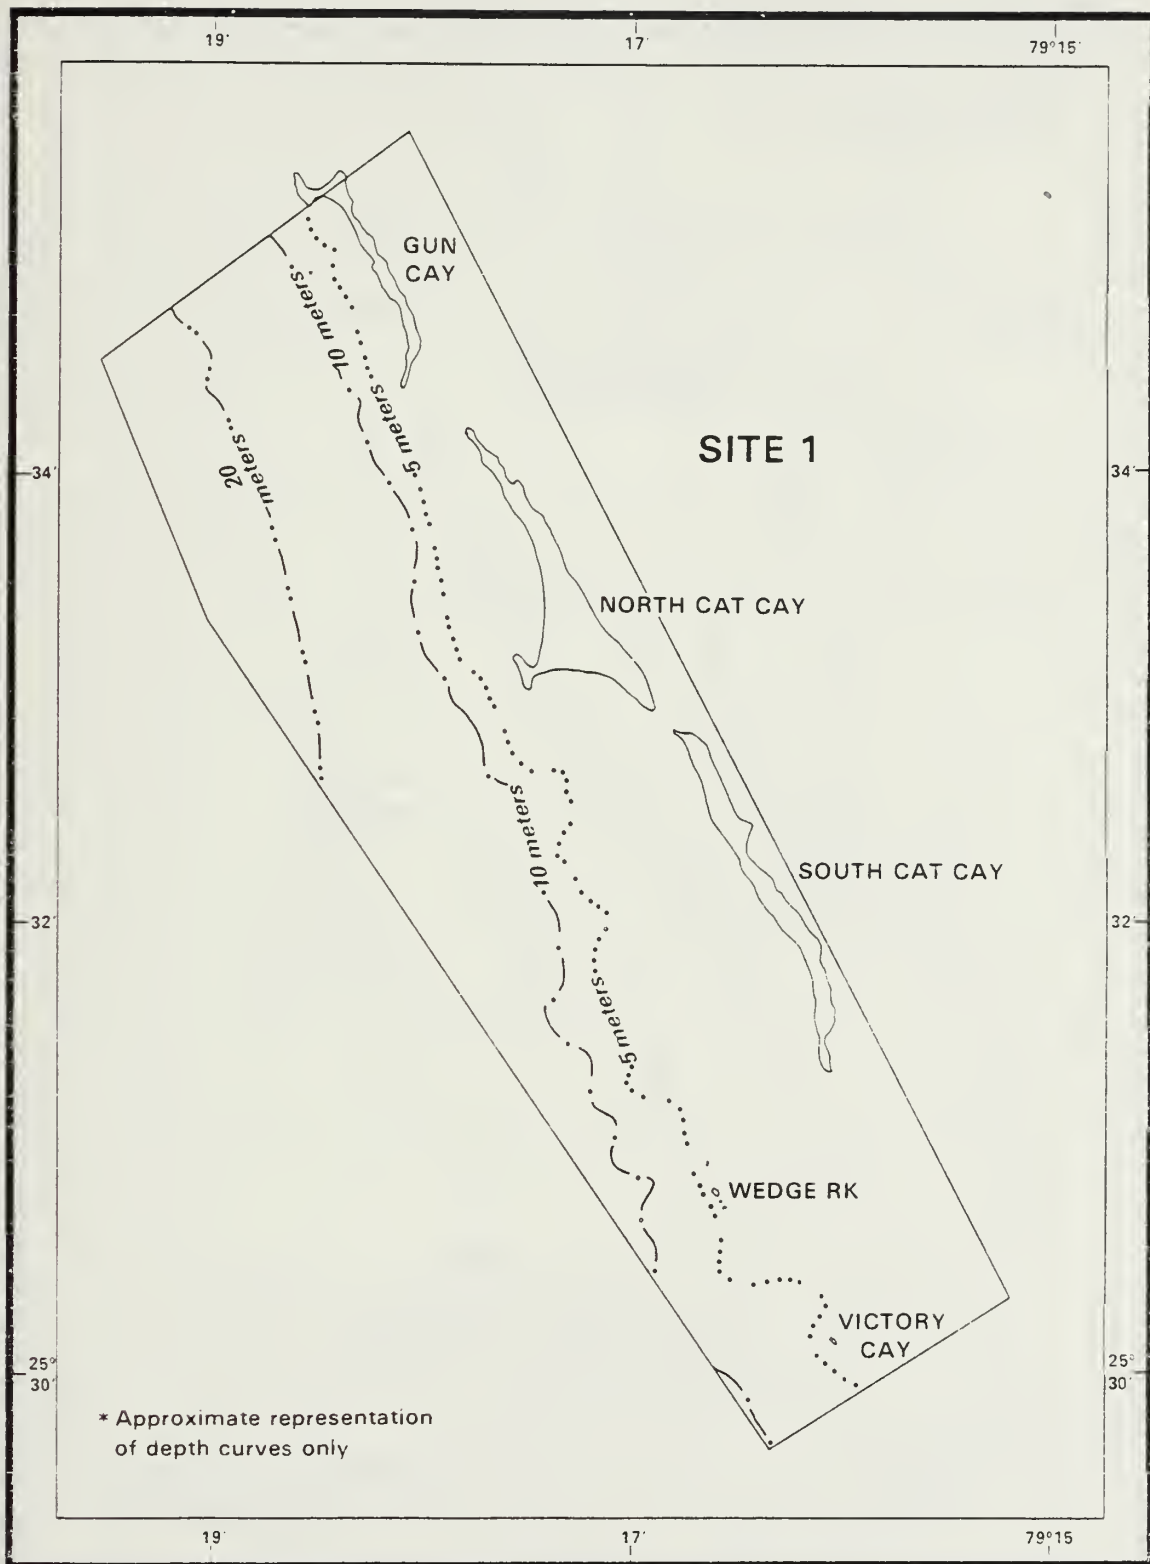 19'
17'
79°15'
GUN
CAY
10 meters
5 meters
SITE 1
20
meters
34'
34'
NORTH CAT CAY
10 meters
SOUTH CAT CAY
32'
32'
5 meters
WEDGE RK
VICTORY
CAY
25°
30'
25°
30'
* Approximate representation
of depth curves only
19'
17'
79°15'